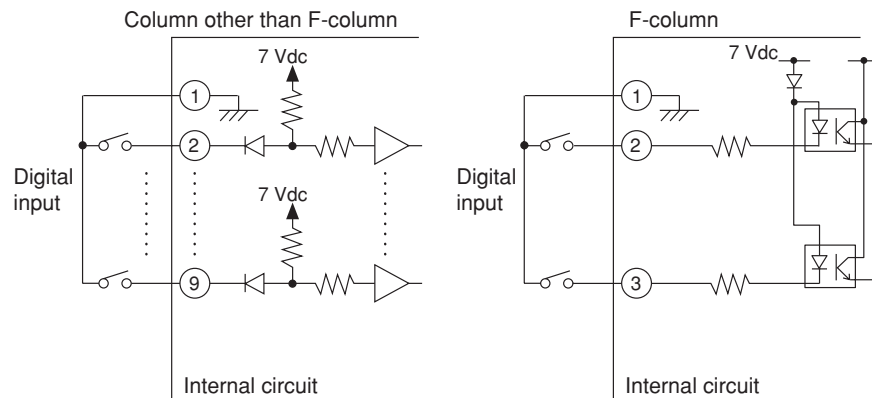 Column other than F-column
7 Vdc
1
2
Digital
input
7 Vdc
9
Internal circuit
F-column
7 Vdc
1
2
Digital
input
3
Internal circuit